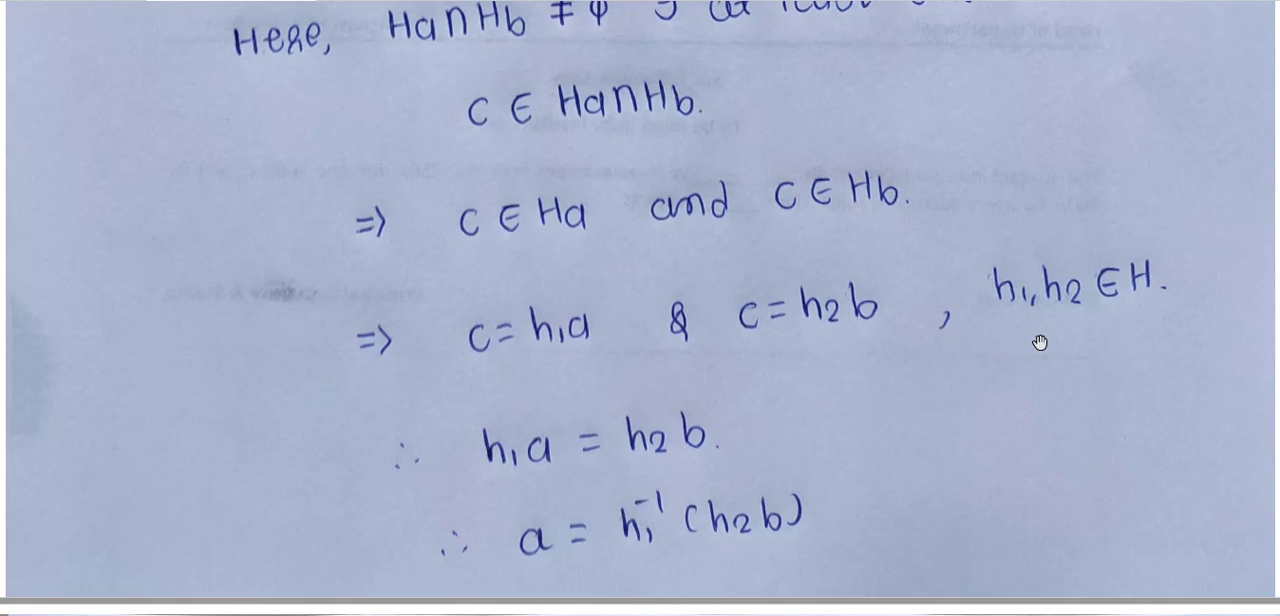 Here, Ha∩Hb ≠ φ
c ∈ Ha∩Hb.
=> c ∈ Ha and c ∈ Hb.
=> c = h₁a & c = h₂b , h₁,h₂ ∈ H.
∴ h₁a = h₂b.
∴ a = h₁⁻¹ (h₂b)